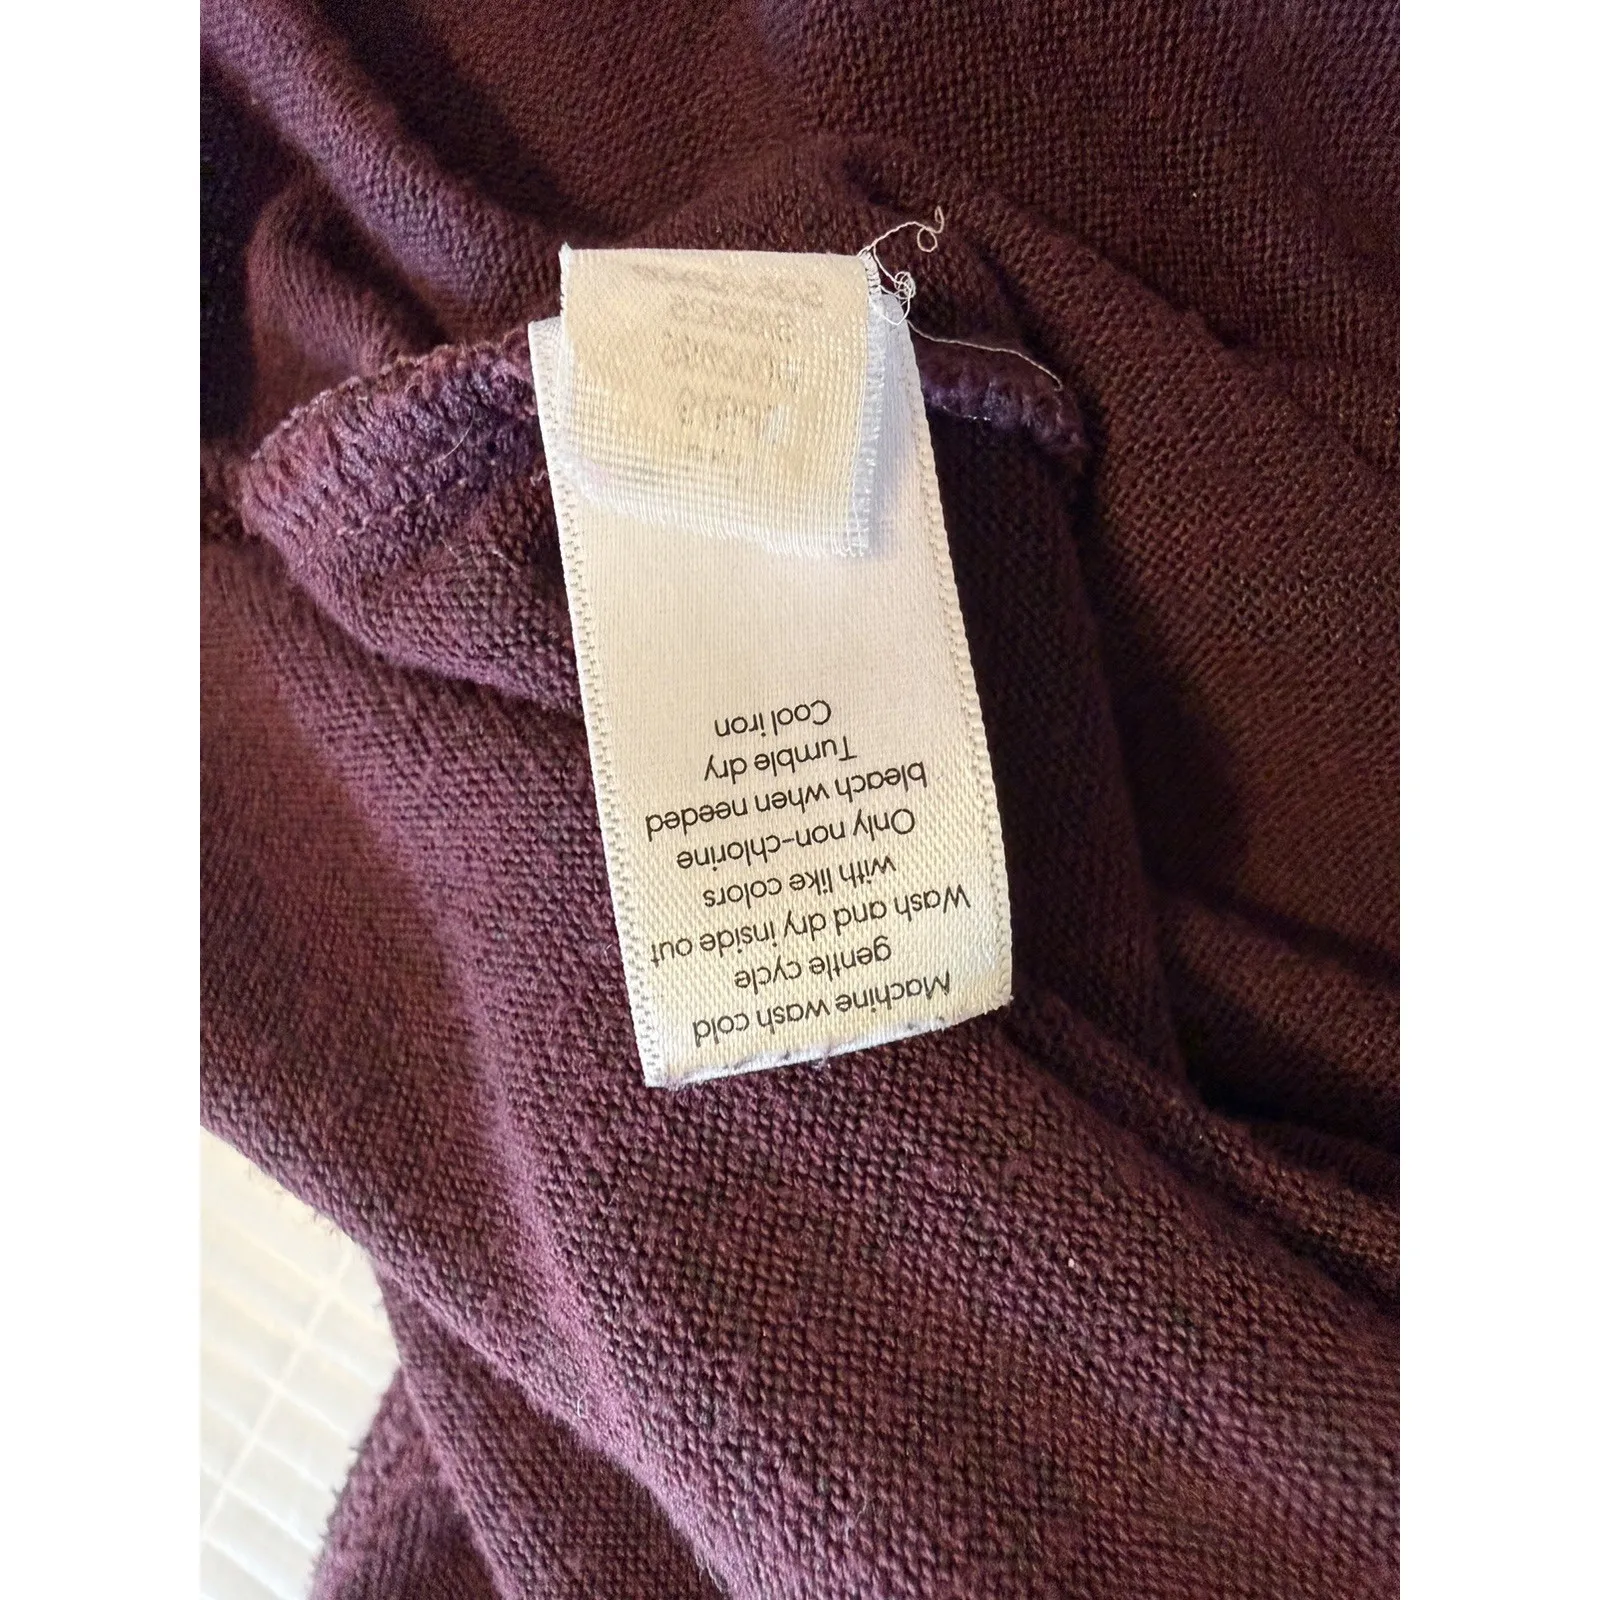 Machine wash cold
gentle cycle
Wash and dry inside out
with like colors
Only non-chlorine
bleach when needed
Tumble dry
Cool iron